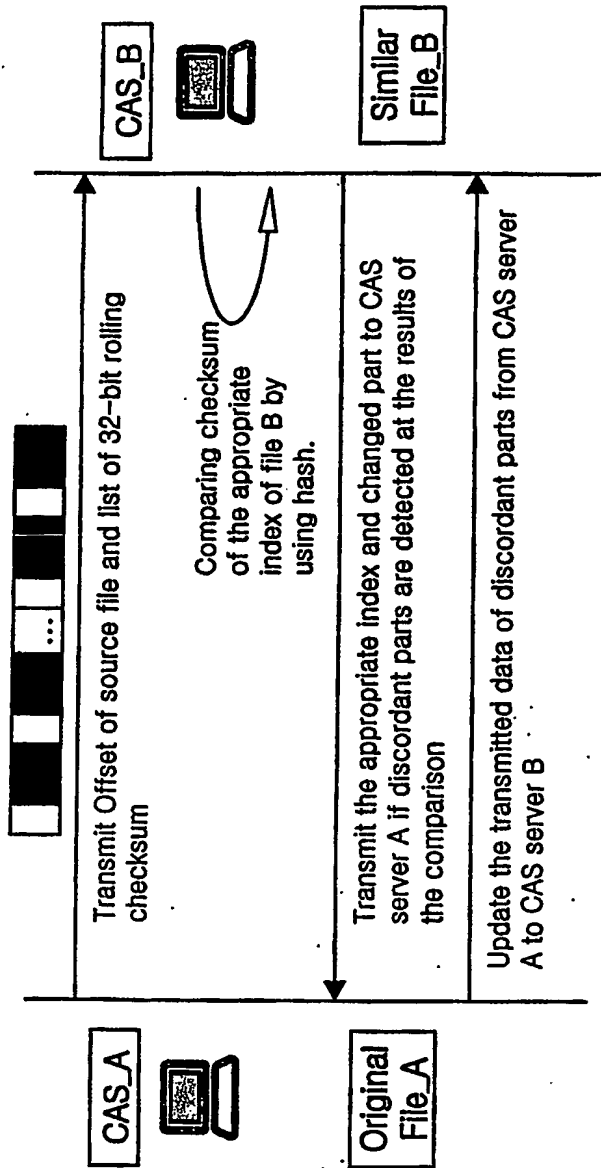 CAS_A
CAS_B
...
Transmit Offset of source file and list of 32-bit rolling
checksum
Comparing checksum
of the appropriate
index of file B by
using hash.
Original
File_A
Similar
File_B
Transmit the appropriate index and changed part to CAS
server A if discordant parts are detected at the results of
the comparison
Update the transmitted data of discordant parts from CAS server
A to CAS server B